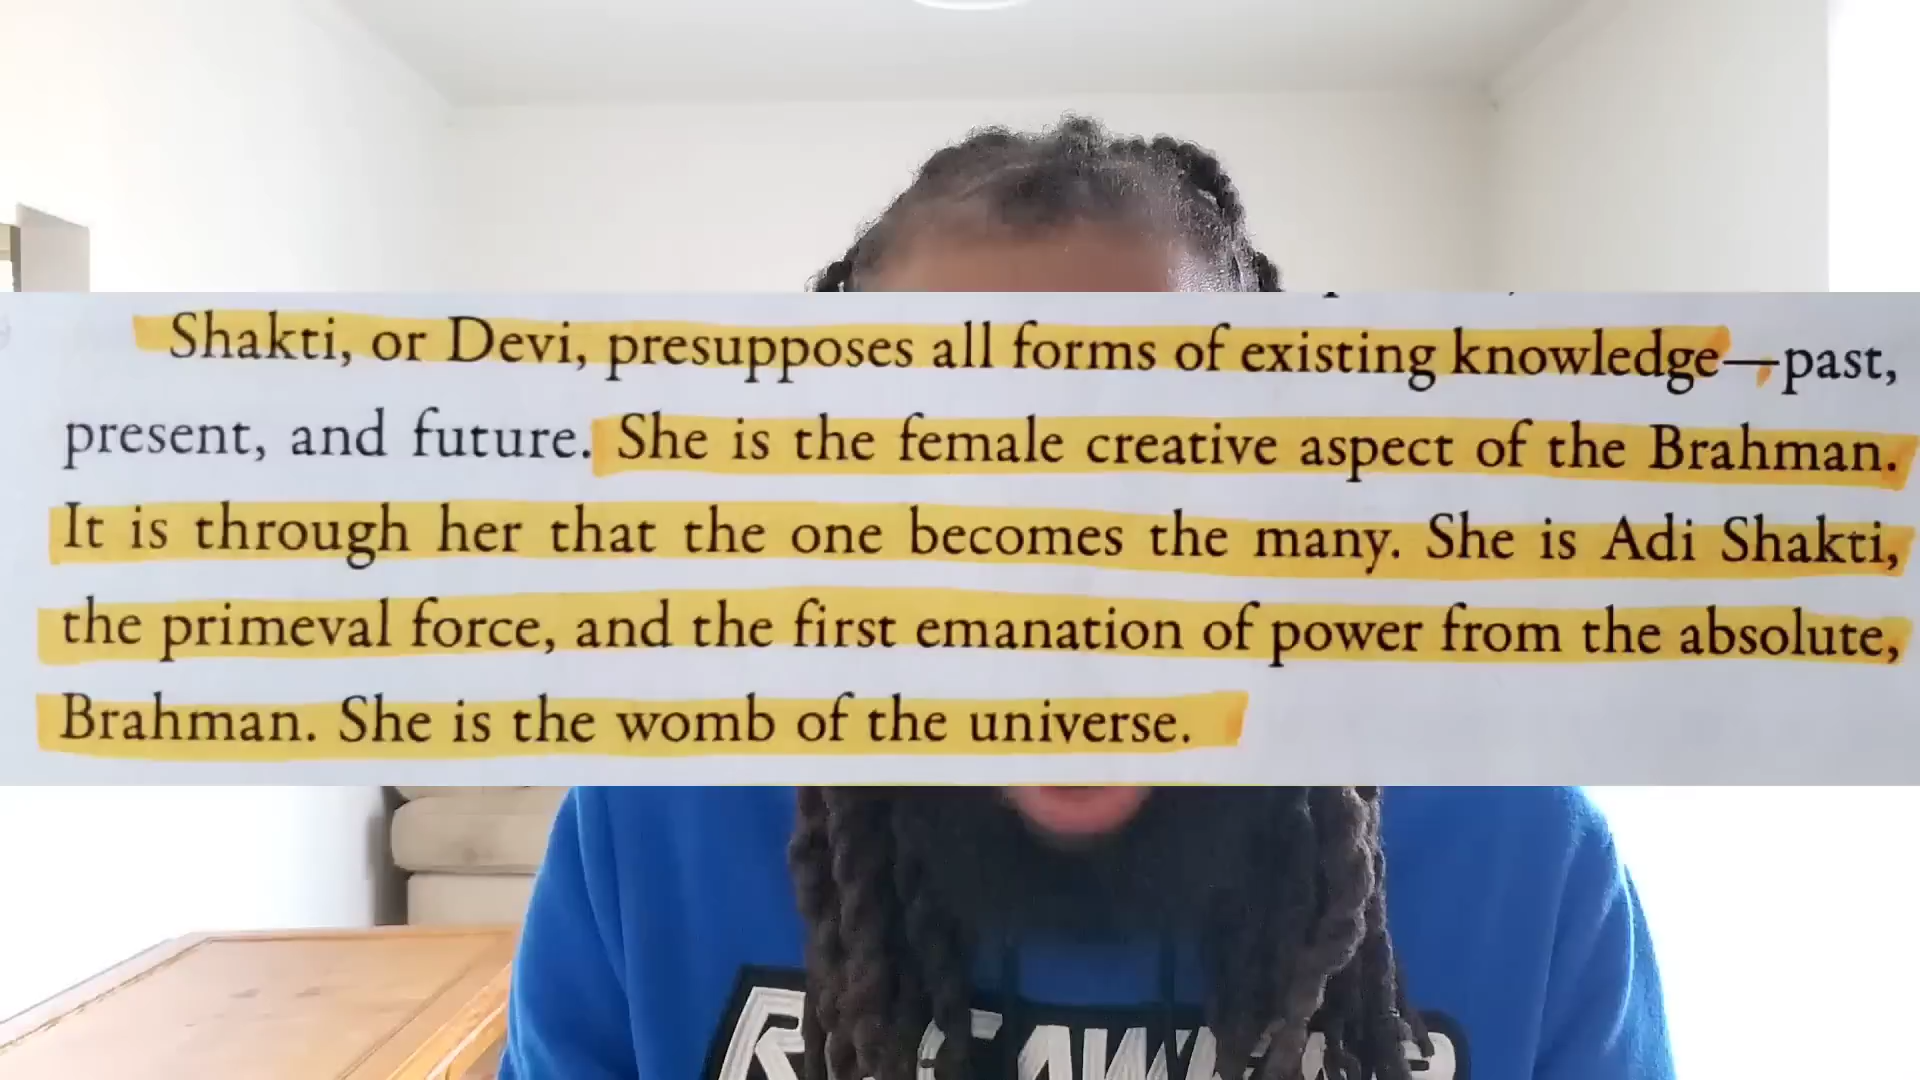 Shakti, or Devi, presupposes all forms of existing knowledge—past,
present, and future. She is the female creative aspect of the Brahman.
It is through her that the one becomes the many. She is Adi Shakti,
the primeval force, and the first emanation of power from the absolute,
Brahman. She is the womb of the universe.